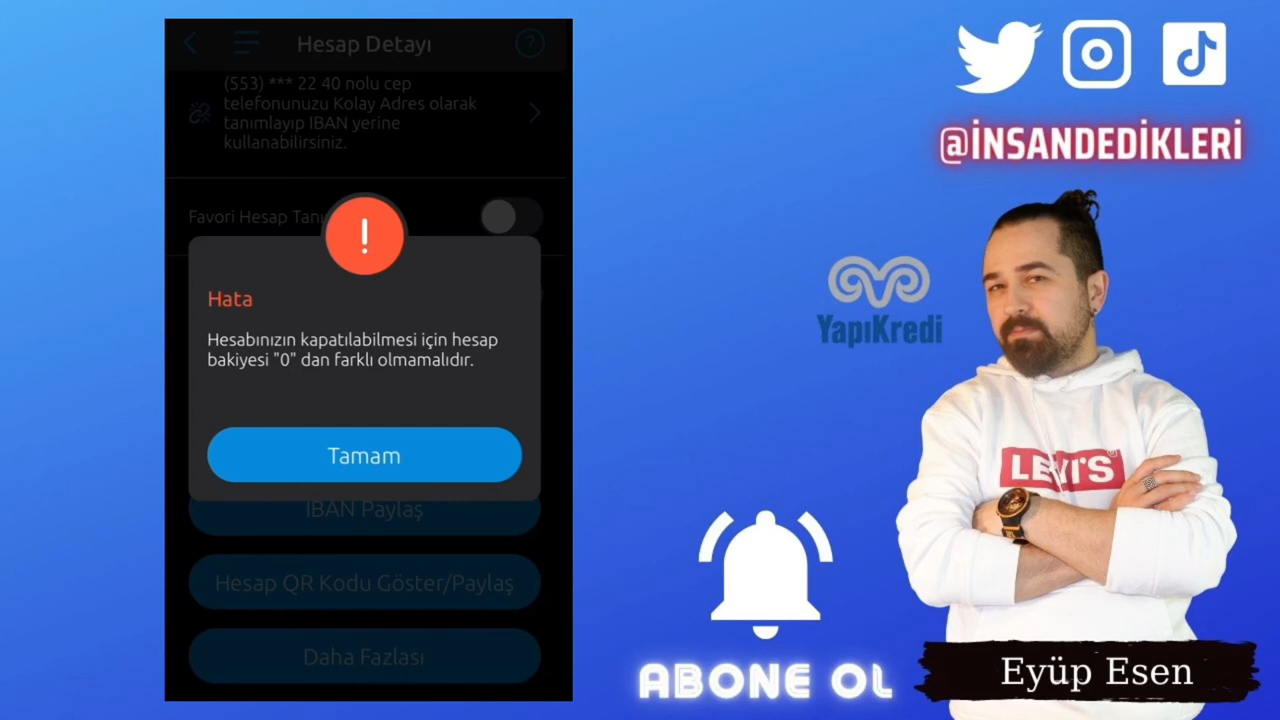 Hesap Detayı
?
(553) *** 22 40 nolu cep
telefonunuzu Kolay Adres olarak
tanımlayıp IBAN yerine
kullanabilirsiniz.
Favori Hesap Tanı
!
Hata
Hesabınızın kapatılabilmesi için hesap
bakiyesi "0" dan farklı olmamalıdır.
Tamam
IBAN Paylaş
Hesap QR Kodu Göster/Paylaş
Daha Fazlası
@İNSANDEDİKLERİ
YapıKredi
LEVI'S
ABONE OL
Eyüp Esen